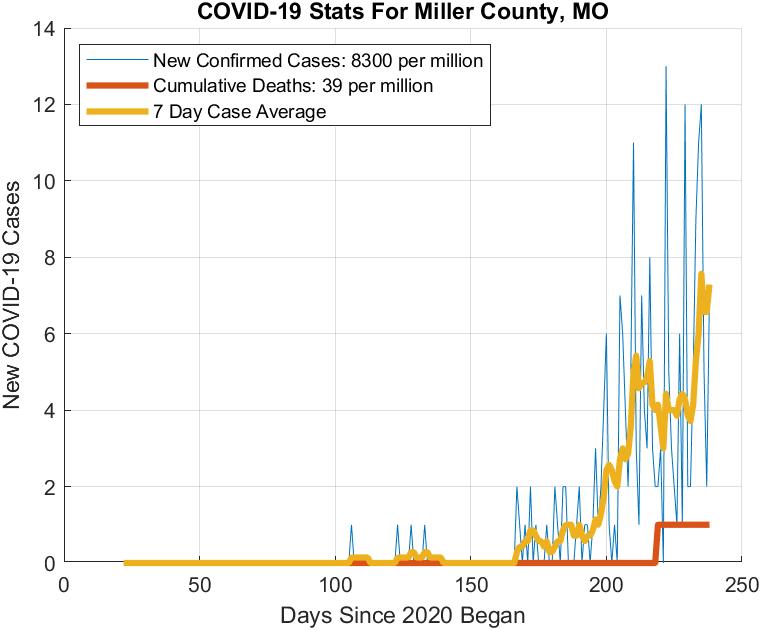 COVID-19 Stats For Miller County, MO
14
12
10
8
6
4
2
0
New COVID-19 Cases
New Confirmed Cases: 8300 per million
Cumulative Deaths: 39 per million
7 Day Case Average
0 50 100 150 200 250
Days Since 2020 Began